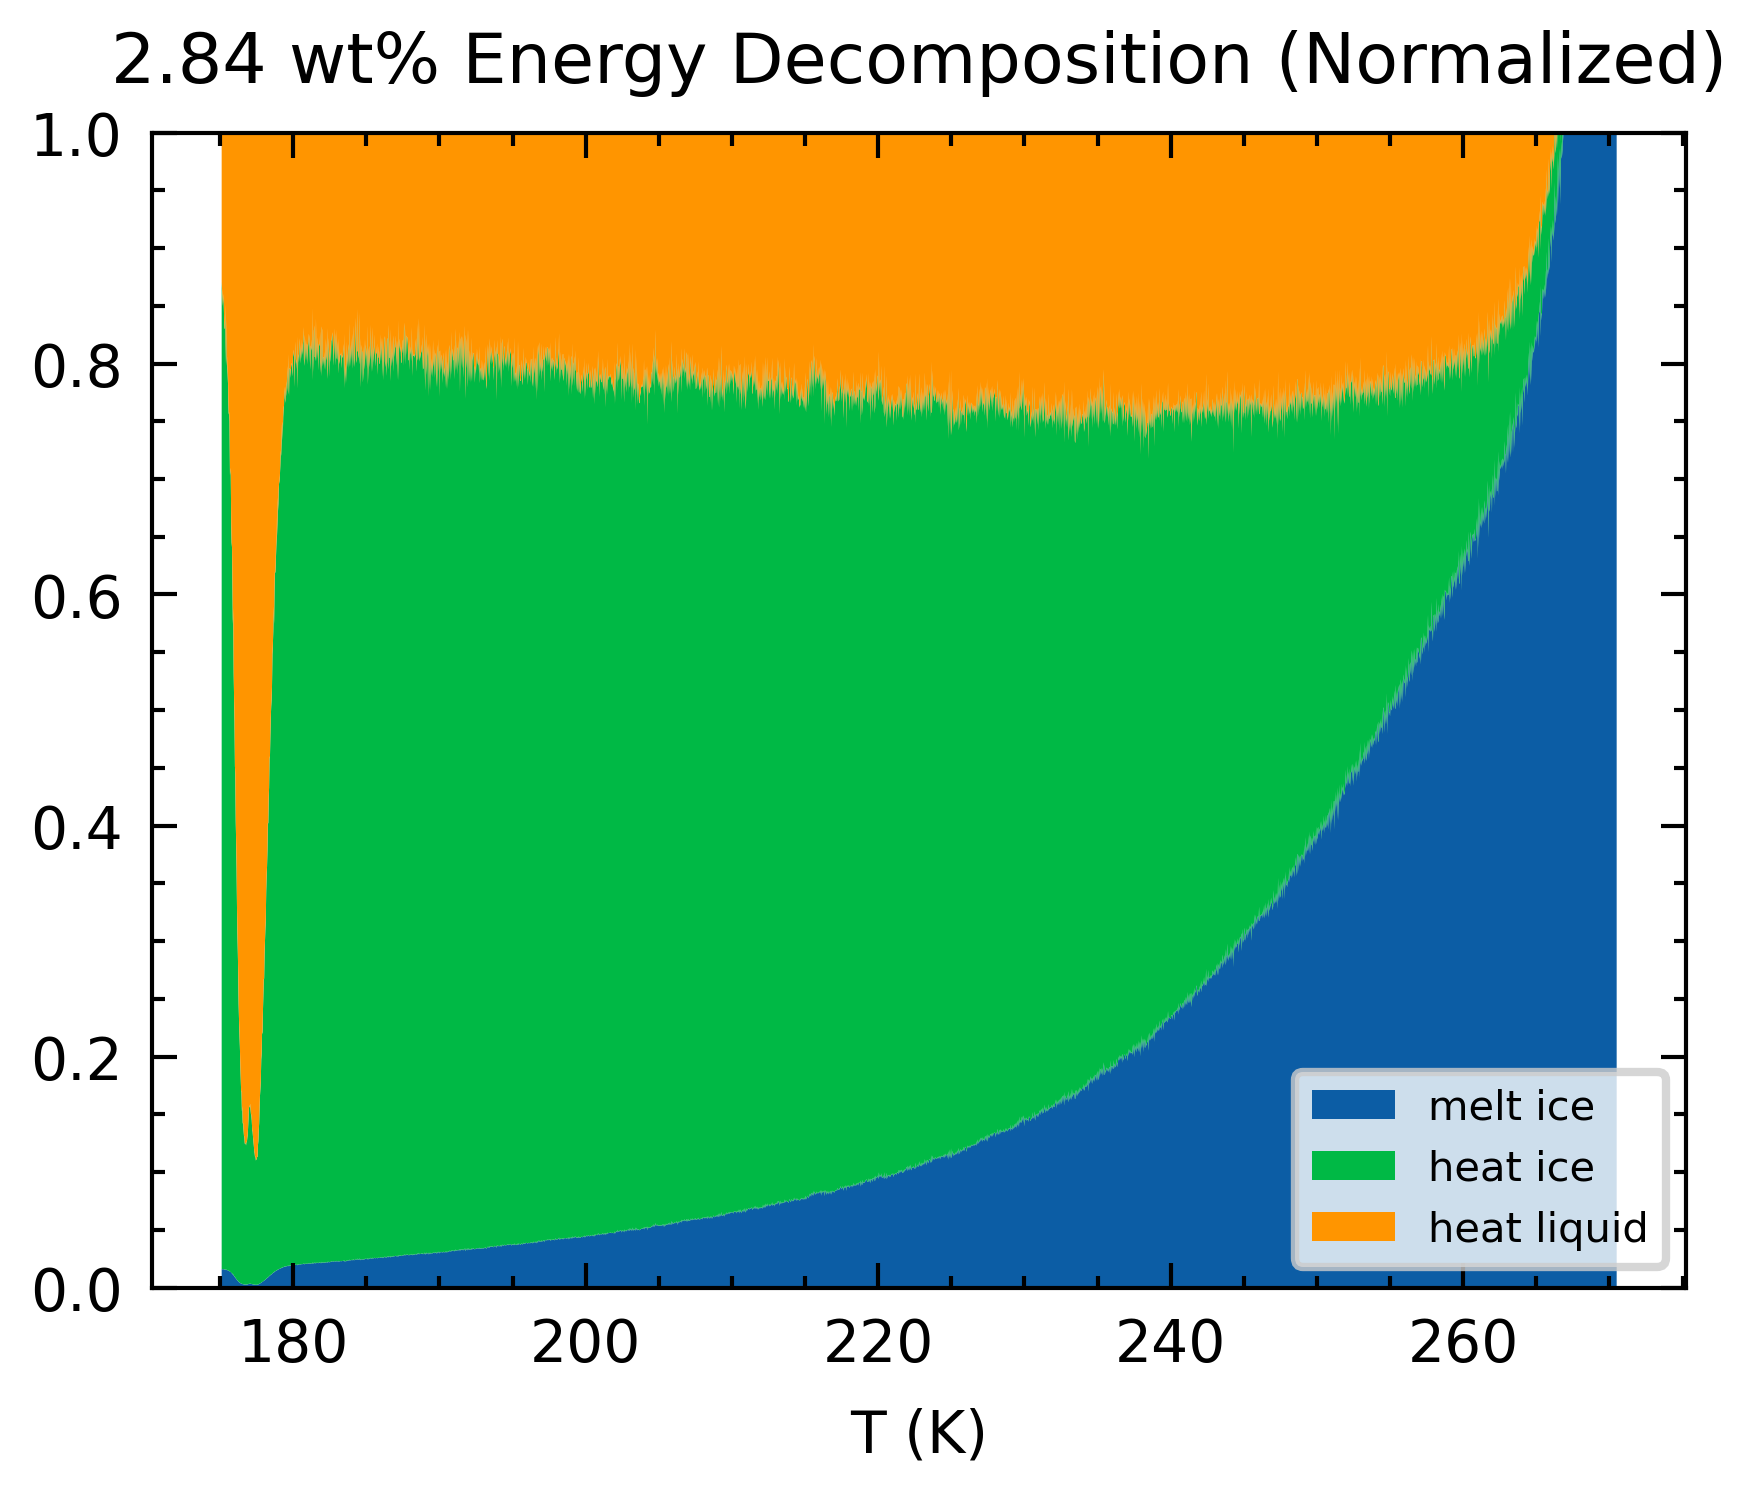 2.84 wt% Energy Decomposition (Normalized)
1.0
0.8
0.6
0.4
0.2
0.0
melt ice
heat ice
heat liquid
180 200 220 240 260
T (K)